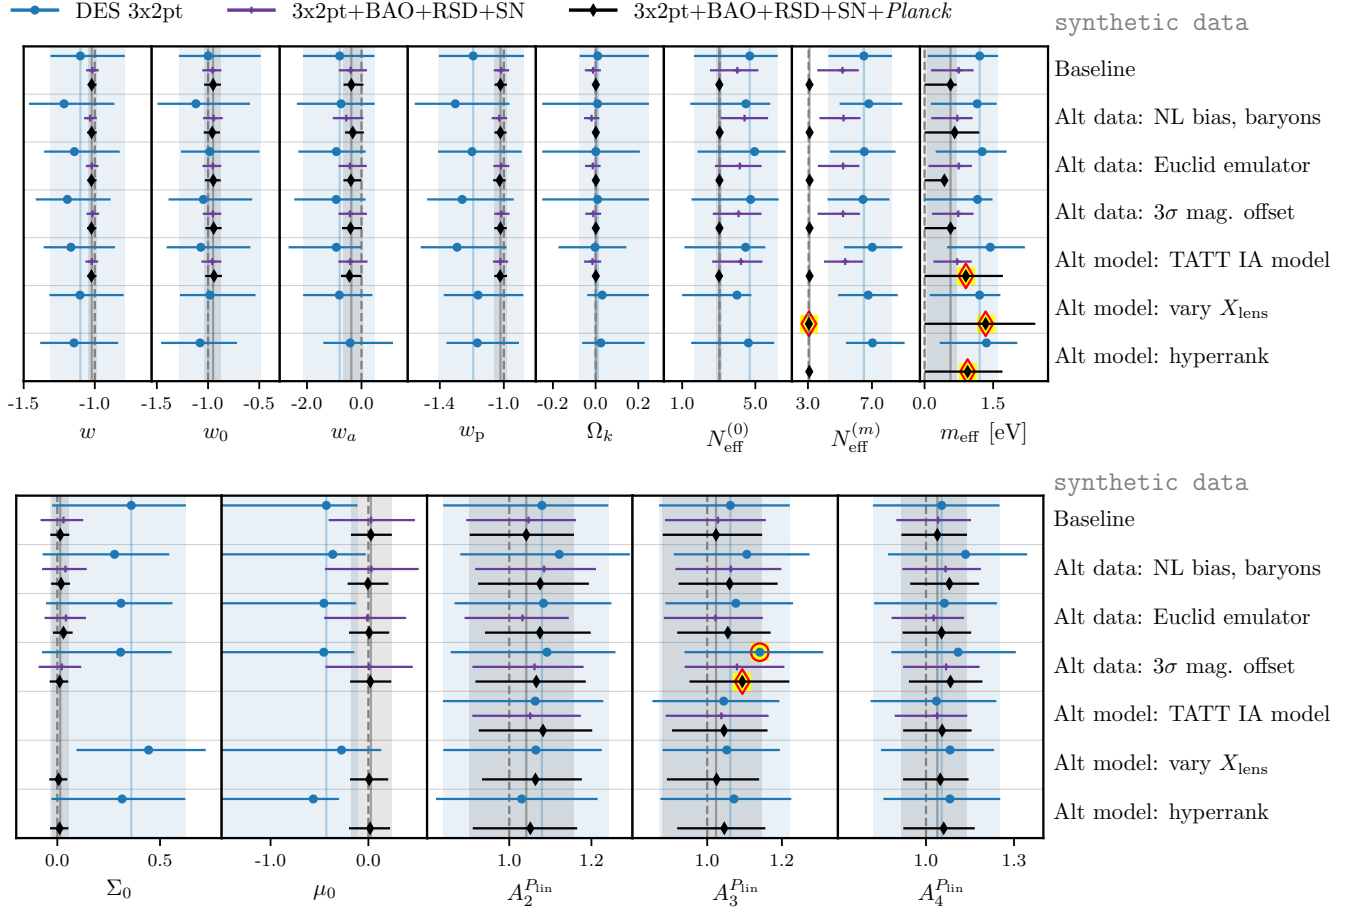 DES 3x2pt 3x2pt+BAO+RSD+SN 3x2pt+BAO+RSD+SN+Planck
synthetic data
Baseline
Alt data: NL bias, baryons
Alt data: Euclid emulator
Alt data: 3σ mag. offset
Alt model: TATT IA model
Alt model: vary X_lens
Alt model: hyperrank
-1.5 -1.0 -1.5 -1.0 -0.5 -2.0 0.0 -1.4 -1.0 -0.2 0.0 0.2 1.0 5.0 3.0 7.0 0.0 1.5
w w_0 w_a w_p Ω_k N_eff^(0) N_eff^(m) m_eff [eV]
synthetic data
Baseline
Alt data: NL bias, baryons
Alt data: Euclid emulator
Alt data: 3σ mag. offset
Alt model: TATT IA model
Alt model: vary X_lens
Alt model: hyperrank
0.0 0.5 -1.0 0.0 1.0 1.2 1.0 1.2 1.0 1.3
Σ_0 μ_0 A_2^{P_lin} A_3^{P_lin} A_4^{P_lin}